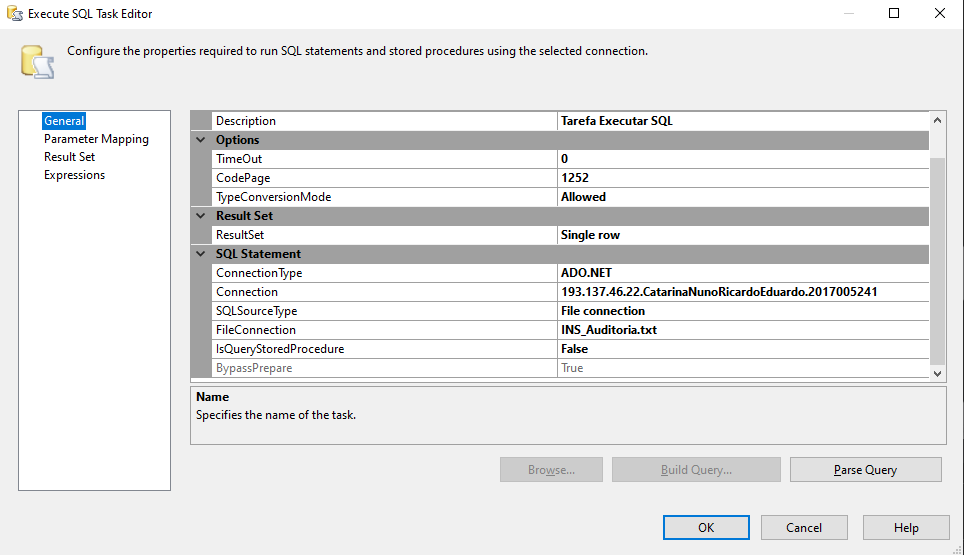 Execute SQL Task Editor
Configure the properties required to run SQL statements and stored procedures using the selected connection.
General
Parameter Mapping
Result Set
Expressions
Description Tarefa Executar SQL
Options
TimeOut 0
CodePage 1252
TypeConversionMode Allowed
Result Set
ResultSet Single row
SQL Statement
ConnectionType ADO.NET
Connection 193.137.46.22.CatarinaNunoRicardoEduardo.2017005241
SQLSourceType File connection
FileConnection INS_Auditoria.txt
IsQueryStoredProcedure False
BypassPrepare True
Name
Specifies the name of the task.
Browse... Build Query... Parse Query
OK Cancel Help